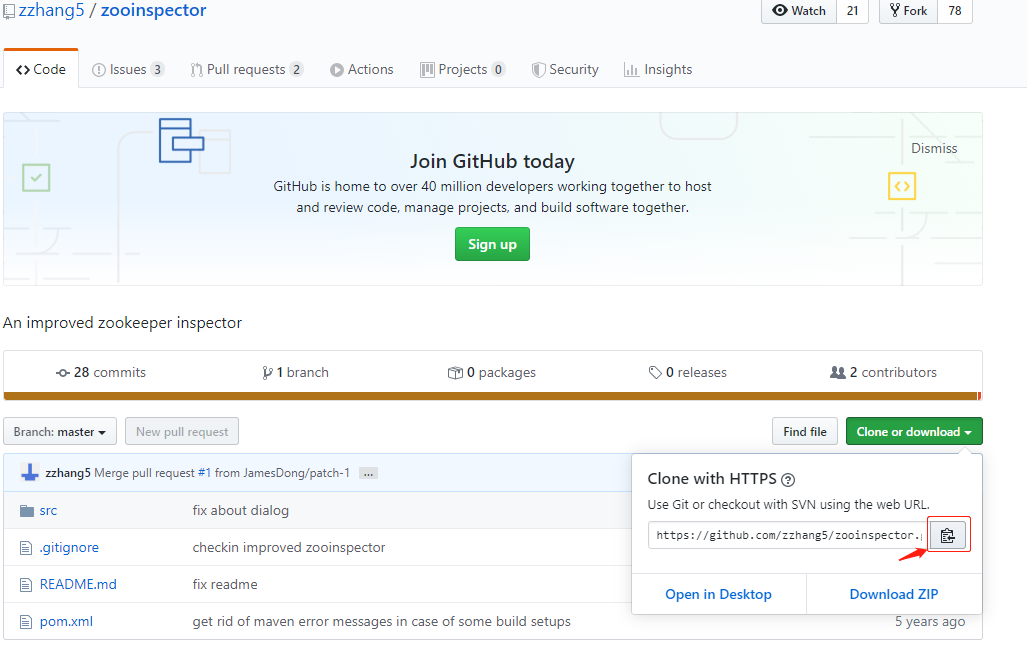 zzhang5 / zooinspector
Watch 21 Fork 78
Code Issues 3 Pull requests 2 Actions Projects 0 Security Insights
Dismiss
Join GitHub today
GitHub is home to over 40 million developers working together to host
and review code, manage projects, and build software together.
Sign up
An improved zookeeper inspector
28 commits 1 branch 0 packages 0 releases 2 contributors
Branch: master New pull request Find file Clone or download
zzhang5 Merge pull request #1 from JamesDong/patch-1 ...
src fix about dialog
.gitignore checkin improved zooinspector
README.md fix readme
pom.xml get rid of maven error messages in case of some build setups 5 years ago
Clone with HTTPS
Use Git or checkout with SVN using the web URL.
https://github.com/zzhang5/zooinspector.
Open in Desktop Download ZIP